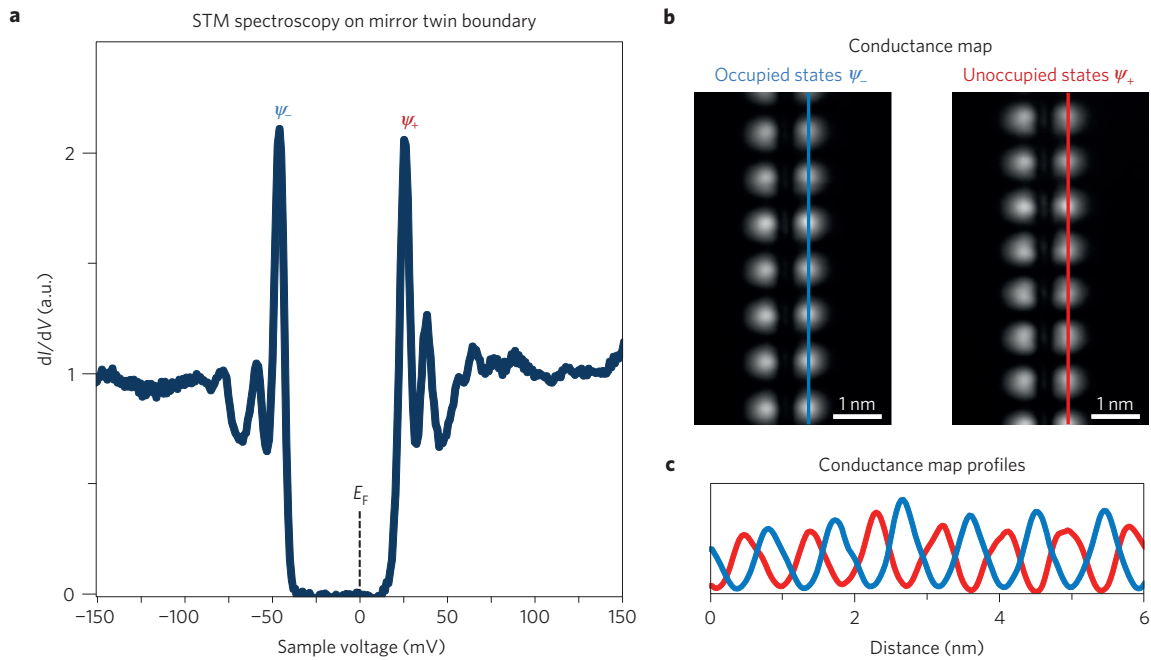 a
STM spectroscopy on mirror twin boundary
ψ₋
ψ₊
2
1
0
E_F
dI/dV (a.u.)
−150 −100 −50 0 50 100 150
Sample voltage (mV)
b
Conductance map
Occupied states ψ₋
Unoccupied states ψ₊
1 nm
1 nm
c
Conductance map profiles
0 2 4 6
Distance (nm)